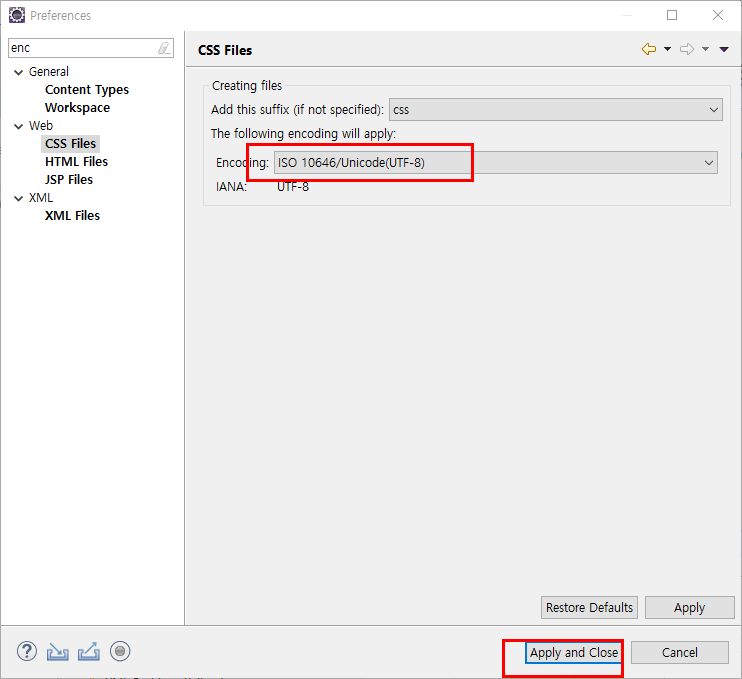 Preferences
enc
General
Content Types
Workspace
Web
CSS Files
HTML Files
JSP Files
XML
XML Files
CSS Files
Creating files
Add this suffix (if not specified): css
The following encoding will apply:
Encoding: ISO 10646/Unicode(UTF-8)
IANA: UTF-8
Restore Defaults Apply
? Apply and Close Cancel